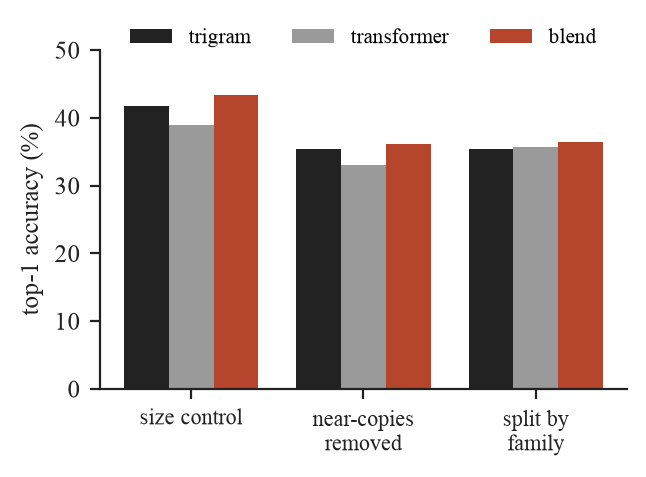 trigram transformer blend
top-1 accuracy (%)
50
40
30
20
10
0
size control
near-copies
removed
split by
family